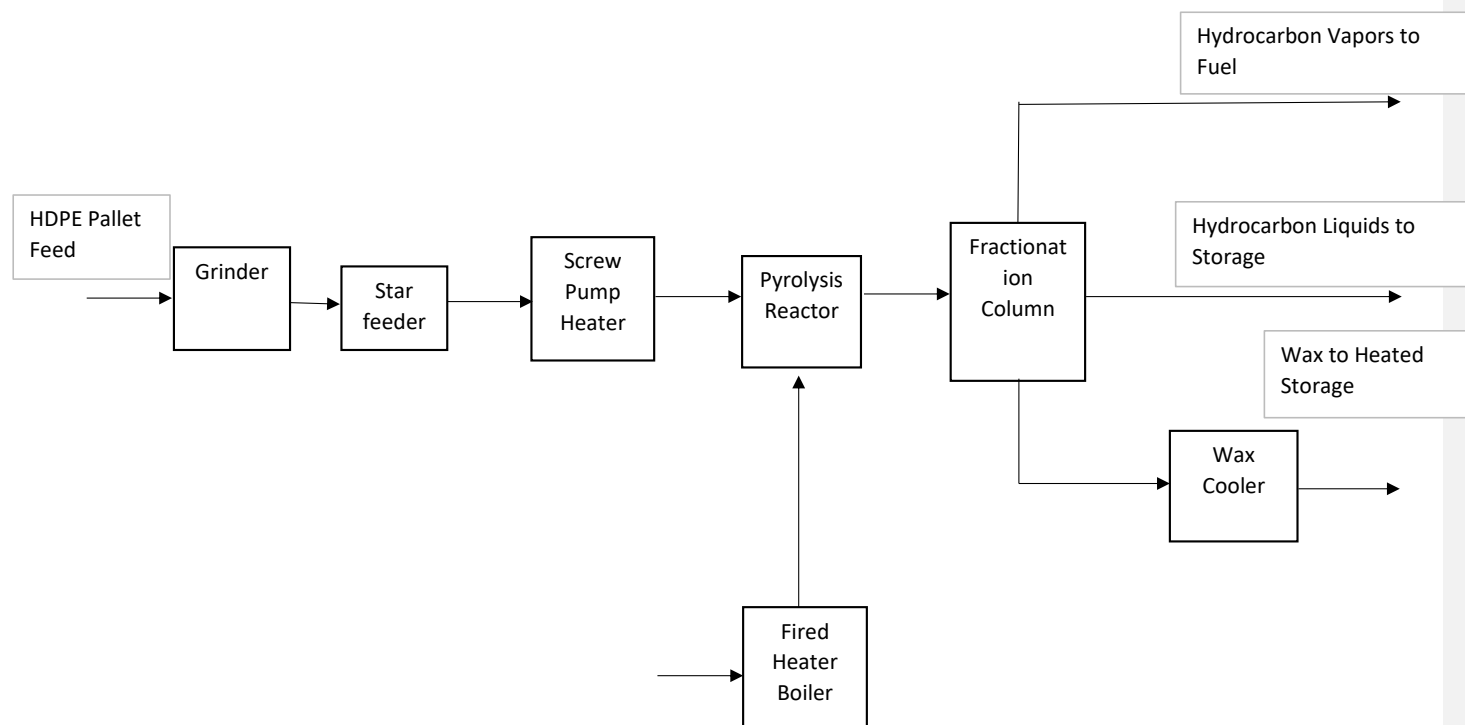 Hydrocarbon Vapors to
Fuel
HDPE Pallet
Feed
Grinder
Star
feeder
Screw
Pump
Heater
Pyrolysis
Reactor
Fractionat
ion
Column
Hydrocarbon Liquids to
Storage
Wax to Heated
Storage
Wax
Cooler
Fired
Heater
Boiler